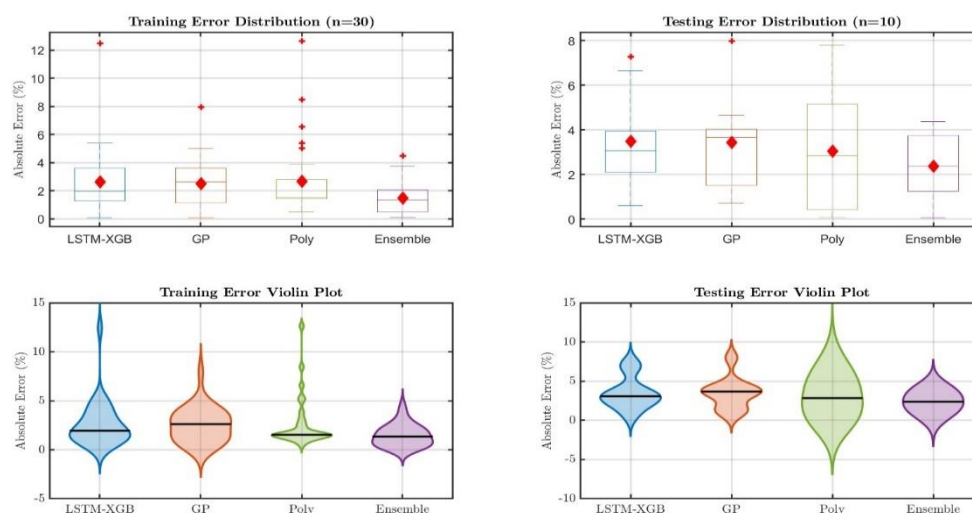 Training Error Distribution (n=30)
Absolute Error (%)
12
10
8
6
4
2
0
LSTM-XGB GP Poly Ensemble
Testing Error Distribution (n=10)
Absolute Error (%)
8
6
4
2
0
LSTM-XGB GP Poly Ensemble
Training Error Violin Plot
Absolute Error (%)
15
10
5
0
-5
LSTM-XGB GP Poly Ensemble
Testing Error Violin Plot
Absolute Error (%)
15
10
5
0
-5
-10
LSTM-XGB GP Poly Ensemble